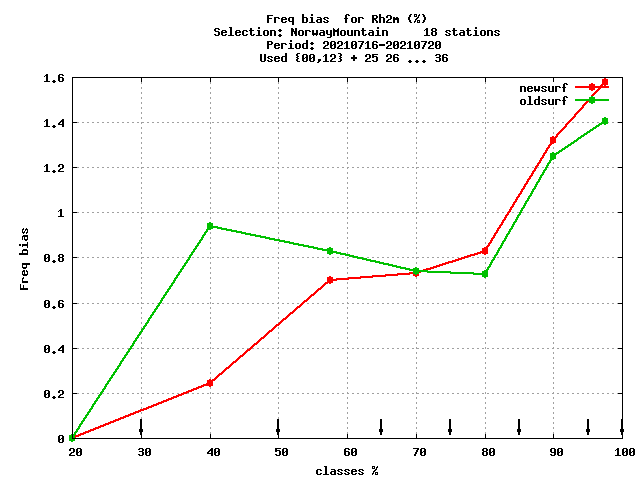 Freq bias  for Rh2m (%)
Selection: NorwayMountain     18 stations
Period: 20210716-20210720
Used {00,12} + 25 26 ... 36
newsurf
oldsurf
1.6
1.4
1.2
1
0.8
0.6
0.4
0.2
0
Freq bias
20 30 40 50 60 70 80 90 100
classes %